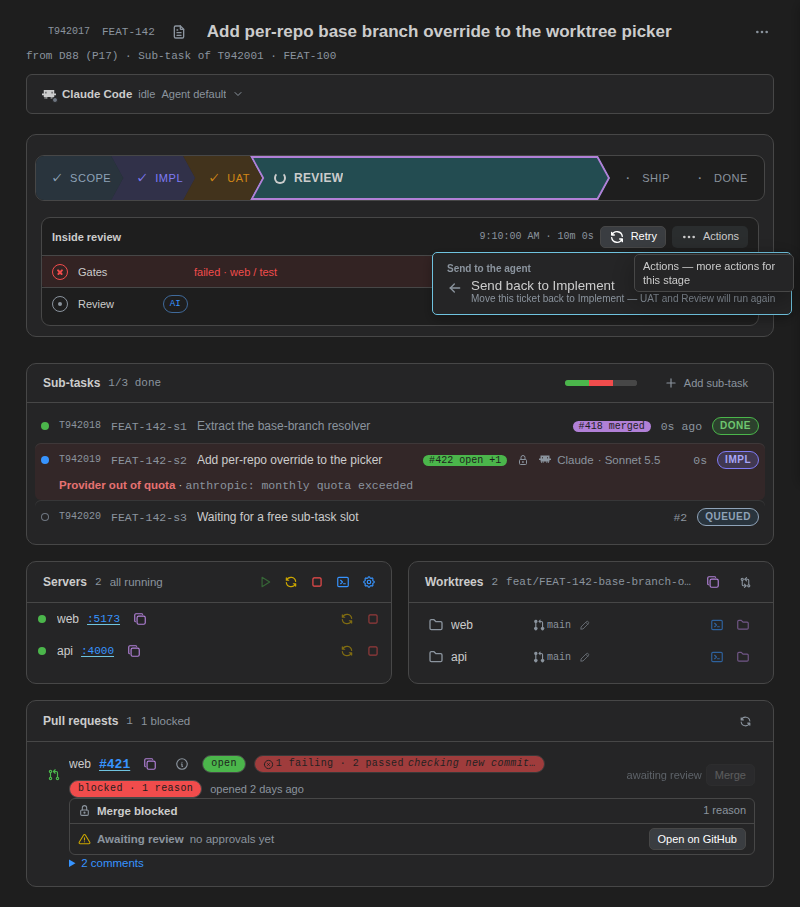 T942017 FEAT-142 Add per-repo base branch override to the worktree picker
from D88 (P17) · Sub-task of T942001 · FEAT-100
Claude Code idle Agent default
SCOPE IMPL UAT REVIEW SHIP DONE
Inside review 9:10:00 AM · 10m 0s Retry Actions
Gates failed · web / test
Send to the agent
Actions — more actions for this stage
Send back to Implement
Move this ticket back to Implement — UAT and Review will run again
Review AI
Sub-tasks 1/3 done Add sub-task
T942018 FEAT-142-s1 Extract the base-branch resolver #418 merged 0s ago DONE
T942019 FEAT-142-s2 Add per-repo override to the picker #422 open +1 Claude · Sonnet 5.5 0s IMPL
Provider out of quota · anthropic: monthly quota exceeded
T942020 FEAT-142-s3 Waiting for a free sub-task slot #2 QUEUED
Servers 2 all running
web :5173
api :4000
Worktrees 2 feat/FEAT-142-base-branch-o…
web main
api main
Pull requests 1 1 blocked
web #421 open 1 failing · 2 passed checking new commit…
blocked · 1 reason opened 2 days ago
awaiting review Merge
Merge blocked 1 reason
Awaiting review no approvals yet Open on GitHub
2 comments